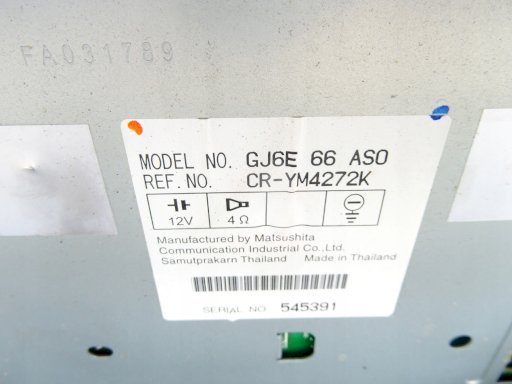 FA031789
MODEL NO. GJ6E 66 AS0
REF. NO. CR-YM4272K
12V 4Ω
Manufactured by Matsushita
Communication Industrial Co., Ltd.
Samutprakarn Thailand Made in Thailand
SERIAL NO. 545391